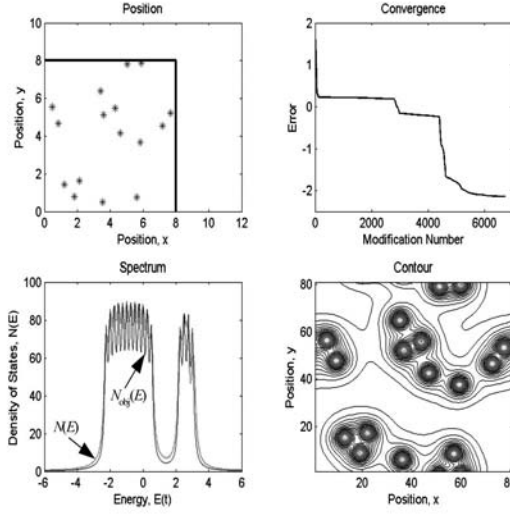 Position
Position, y
10
8
6
4
2
0
0 2 4 6 8 10 12
Position, x
Convergence
Error
2
1
0
-1
-2
0 2000 4000 6000
Modification Number
Spectrum
Density of States, N(E)
100
80
60
40
20
0
N(E)
N_obj(E)
-6 -4 -2 0 2 4 6
Energy, E(t)
Contour
Position, y
80
60
40
20
20 40 60 80
Position, x